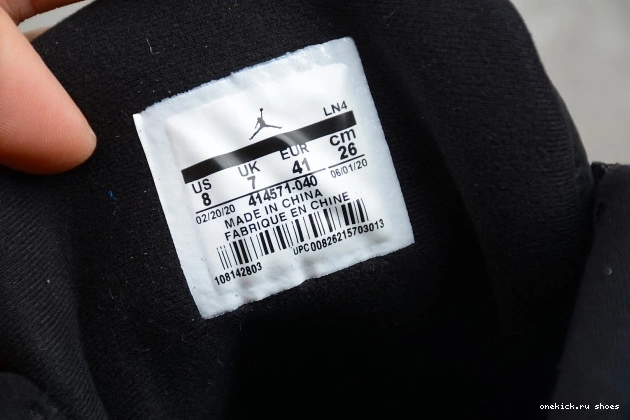 LN4
US UK EUR cm
8 7 41 26
02/20/20 414571-040 06/01/20
MADE IN CHINA
FABRIQUE EN CHINE
108142803 UPC00826215703013
onekick.ru shoes